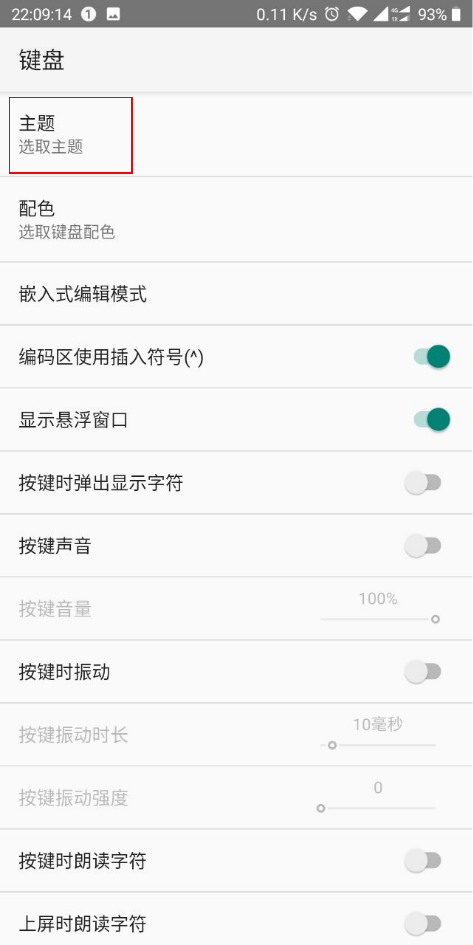 22:09:14 1 0.11 K/s 4G 1X 93%
键盘
主题
选取主题
配色
选取键盘配色
嵌入式编辑模式
编码区使用插入符号(^)
显示悬浮窗口
按键时弹出显示字符
按键声音
按键音量 100%
按键时振动
按键振动时长 10毫秒
按键振动强度 0
按键时朗读字符
上屏时朗读字符